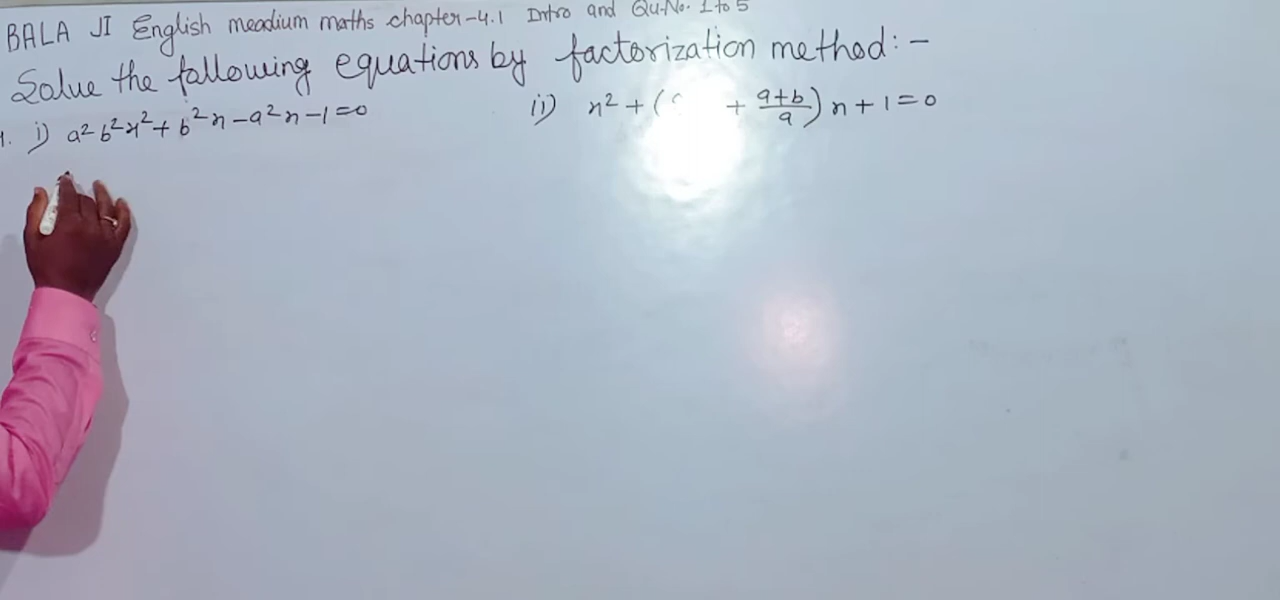 BALA JI English meadium maths chapter-4.1 Intro and Qu.No. 1 to 5
Solve the following equations by factorization method:-
1. i) a²b²x²+b²x-a²x-1=0
ii) x²+( + a+b/a)x+1=0